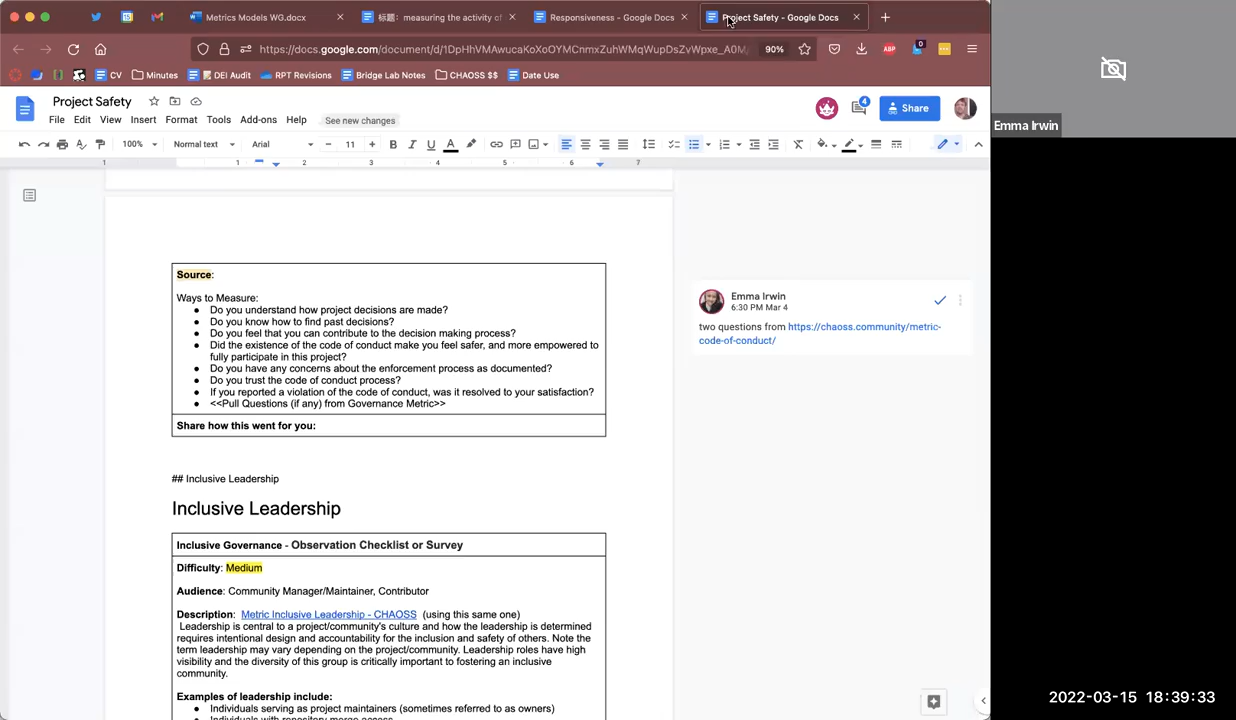 Metrics Models WG.docx
标题：measuring the activity of
Responsiveness - Google Docs
Project Safety - Google Docs
https://docs.google.com/document/d/1DpHhVMAwucaKoXoOYMCnmxZuhWMqWupDsZvWpxe_A0M
90%
ABP
0
CV
Minutes
DEI Audit
RPT Revisions
Bridge Lab Notes
CHAOSS $$
Date Use
Project Safety
File Edit View Insert Format Tools Add-ons Help See new changes
4
Share
100% Normal text Arial 11
1 1 2 3 4 5 6 7
Source:
Ways to Measure:
● Do you understand how project decisions are made?
● Do you know how to find past decisions?
● Do you feel that you can contribute to the decision making process?
● Did the existence of the code of conduct make you feel safer, and more empowered to
fully participate in this project?
● Do you have any concerns about the enforcement process as documented?
● Do you trust the code of conduct process?
● If you reported a violation of the code of conduct, was it resolved to your satisfaction?
● <<Pull Questions (if any) from Governance Metric>>
Share how this went for you:
## Inclusive Leadership
Inclusive Leadership
Inclusive Governance - Observation Checklist or Survey
Difficulty: Medium
Audience: Community Manager/Maintainer, Contributor
Description: Metric Inclusive Leadership - CHAOSS (using this same one)
Leadership is central to a project/community's culture and how the leadership is determined
requires intentional design and accountability for the inclusion and safety of others. Note the
term leadership may vary depending on the project/community. Leadership roles have high
visibility and the diversity of this group is critically important to fostering an inclusive
community.
Examples of leadership include:
● Individuals serving as project maintainers (sometimes referred to as owners)
● Individuals with repository merge access
Emma Irwin
6:30 PM Mar 4
two questions from https://chaoss.community/metric-
code-of-conduct/
Emma Irwin
2022-03-15 18:39:33